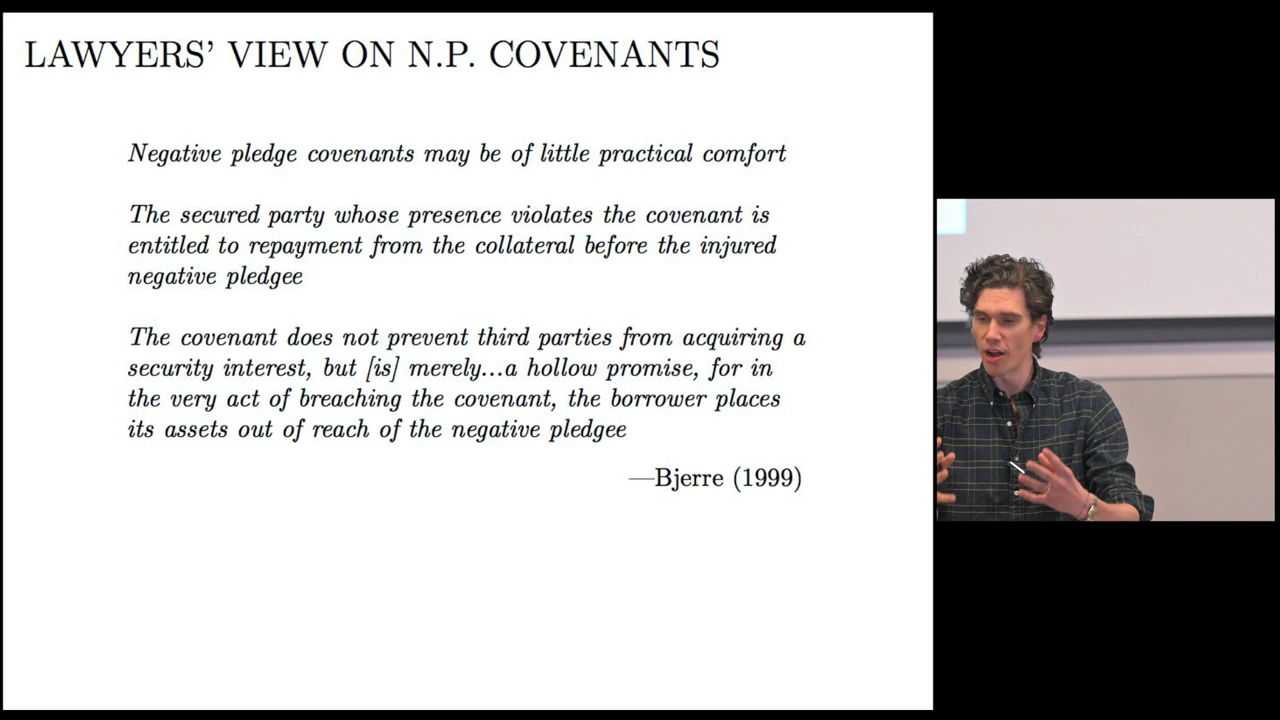 LAWYERS' VIEW ON N.P. COVENANTS
Negative pledge covenants may be of little practical comfort
The secured party whose presence violates the covenant is
entitled to repayment from the collateral before the injured
negative pledgee
The covenant does not prevent third parties from acquiring a
security interest, but [is] merely...a hollow promise, for in
the very act of breaching the covenant, the borrower places
its assets out of reach of the negative pledgee
—Bjerre (1999)